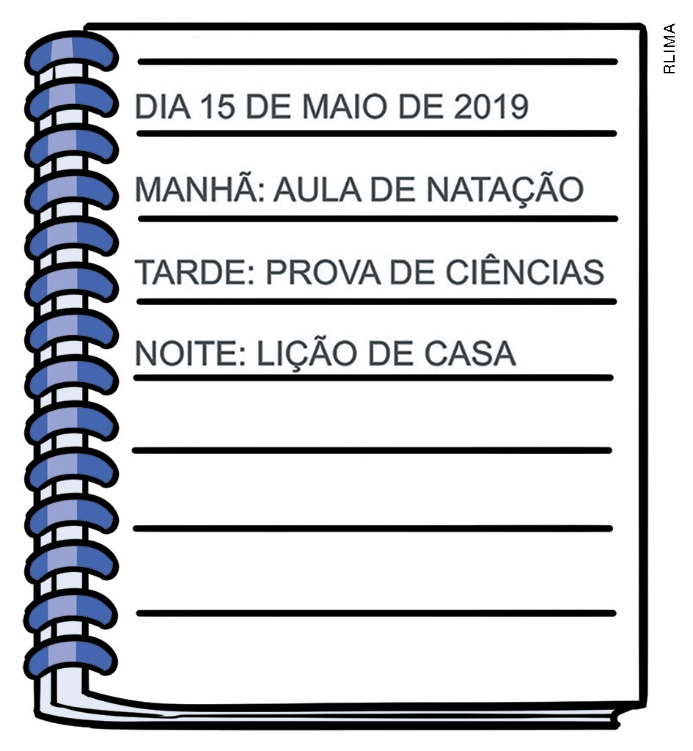 DIA 15 DE MAIO DE 2019
MANHÃ: AULA DE NATAÇÃO
TARDE: PROVA DE CIÊNCIAS
NOITE: LIÇÃO DE CASA
RLIMA